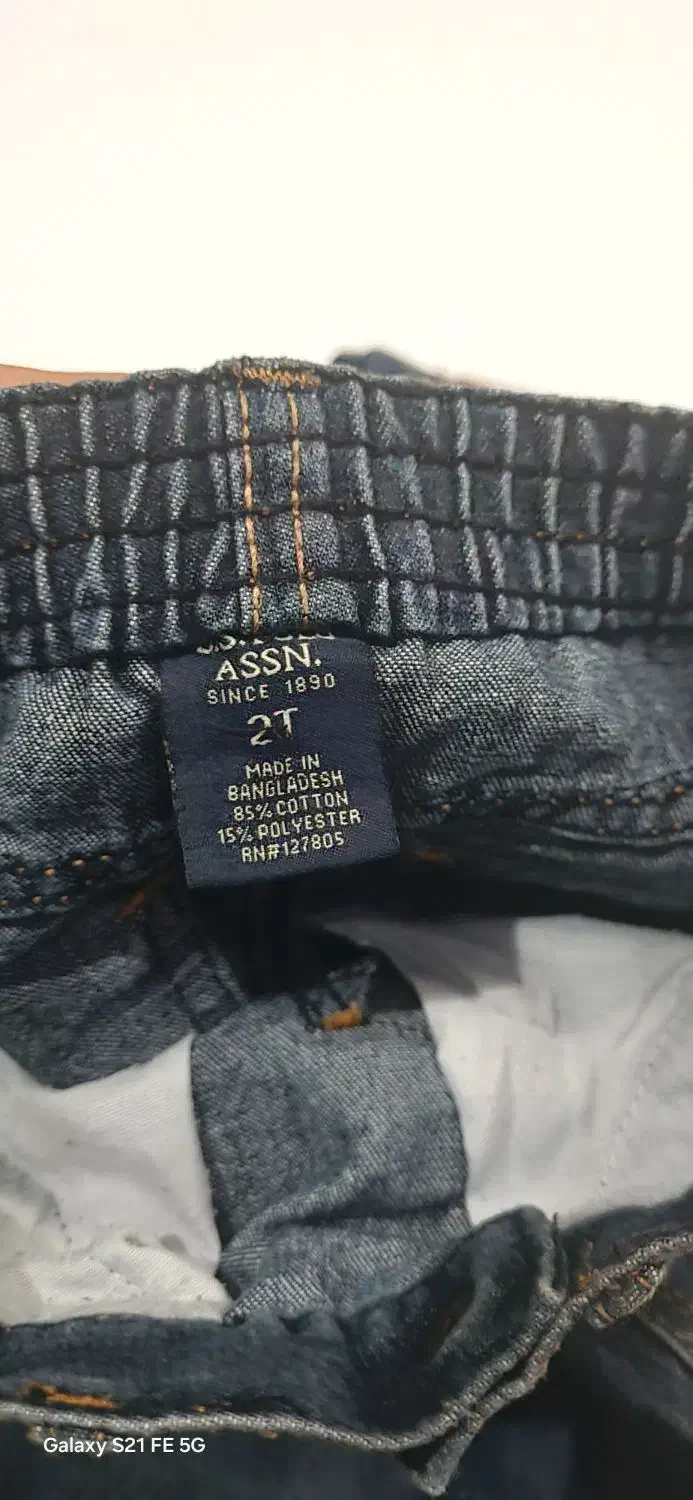 ASSN.
SINCE 1890
2T
MADE IN
BANGLADESH
85% COTTON
15% POLYESTER
RN#127805
Galaxy S21 FE 5G